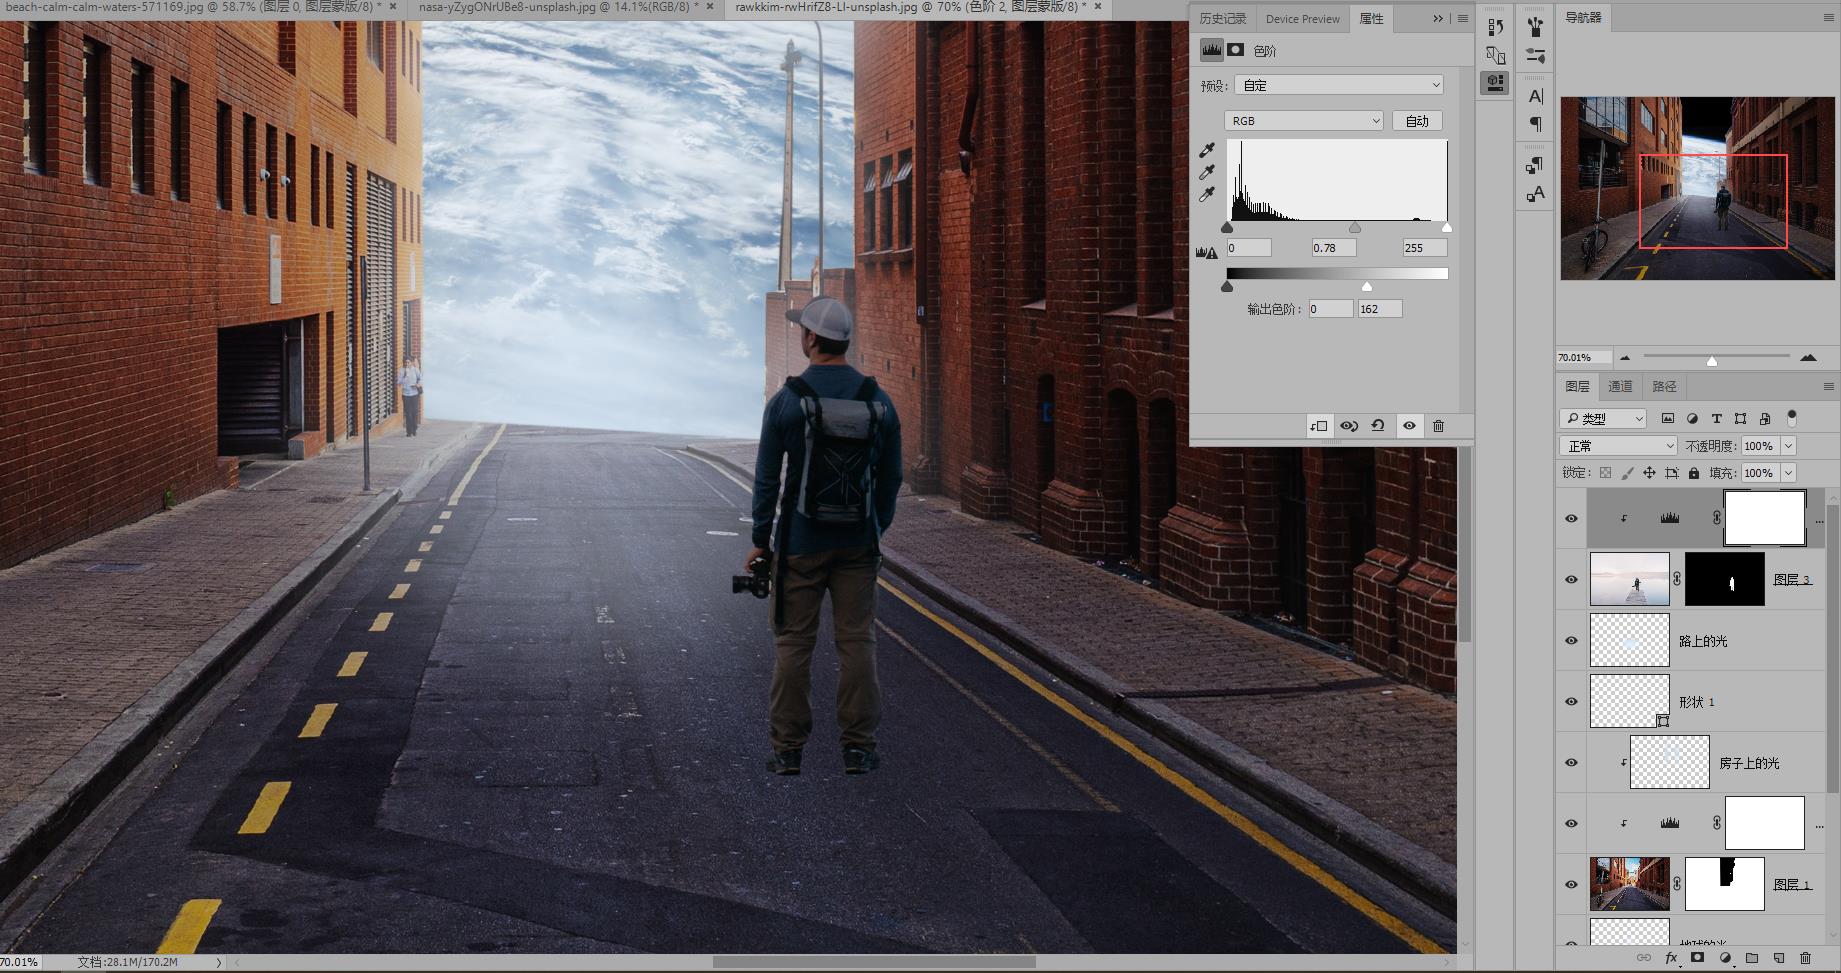 beach-calm-calm-waters-571169.jpg @ 58.7% (图层 0, 图层蒙版/8) * ×
nasa-yZygONrUBe8-unsplash.jpg @ 14.1%(RGB/8) * ×
rawkkim-rwHrifZ8-LI-unsplash.jpg @ 70% (色阶 2, 图层蒙版/8) * ×
历史记录 Device Preview 属性
色阶
预设: 自定
RGB 自动
0 0.78 255
输出色阶: 0 162
导航器
70.01%
图层 通道 路径
类型
正常 不透明度: 100%
锁定: 填充: 100%
...
图层 3
路上的光
形状 1
房子上的光
...
图层 1
地球的光
fx
70.01% 文档:28.1M/170.2M